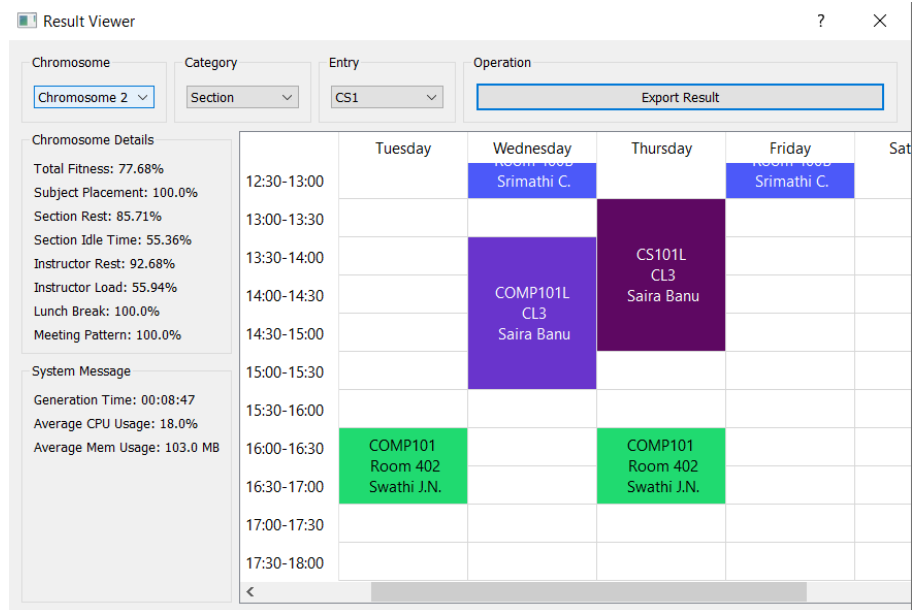 Result Viewer
?
Chromosome
Category
Entry
Operation
Chromosome 2
Section
CS1
Export Result
Chromosome Details
Total Fitness: 77.68%
Subject Placement: 100.0%
Section Rest: 85.71%
Section Idle Time: 55.36%
Instructor Rest: 92.68%
Instructor Load: 55.94%
Lunch Break: 100.0%
Meeting Pattern: 100.0%
System Message
Generation Time: 00:08:47
Average CPU Usage: 18.0%
Average Mem Usage: 103.0 MB
Tuesday Wednesday Thursday Friday Sat
12:30-13:00
Srimathi C.
Srimathi C.
13:00-13:30
13:30-14:00
14:00-14:30
14:30-15:00
15:00-15:30
15:30-16:00
16:00-16:30
16:30-17:00
17:00-17:30
17:30-18:00
COMP101L
CL3
Saira Banu
CS101L
CL3
Saira Banu
COMP101
Room 402
Swathi J.N.
COMP101
Room 402
Swathi J.N.